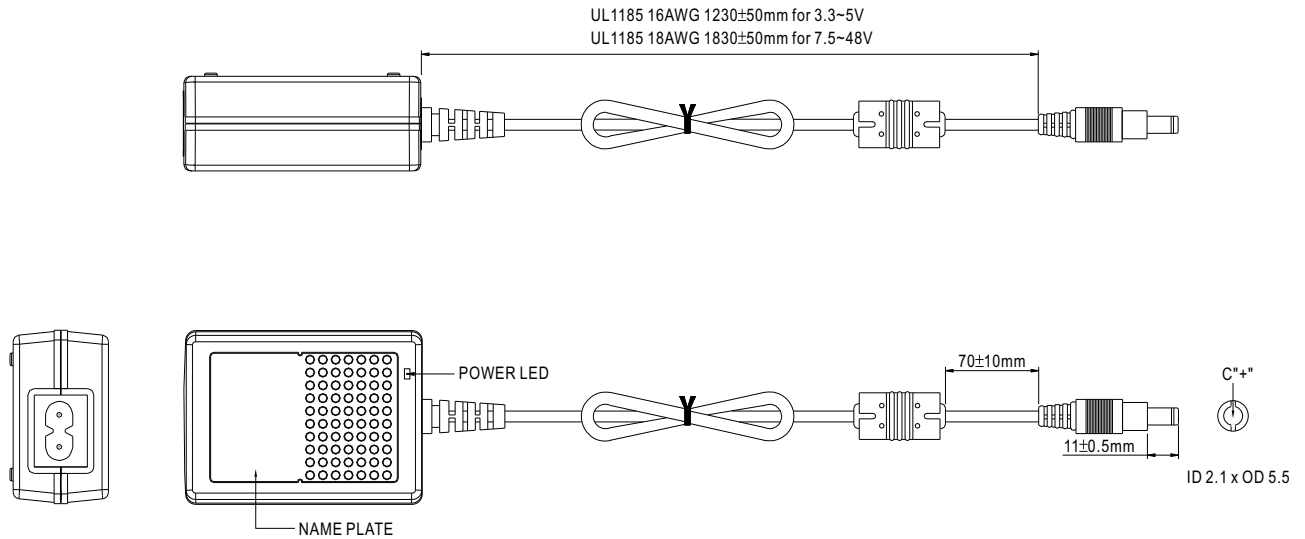 UL1185 16AWG 1230±50mm for 3.3~5V
UL1185 18AWG 1830±50mm for 7.5~48V
POWER LED
70±10mm
C"+"
11±0.5mm
ID 2.1 x OD 5.5
NAME PLATE